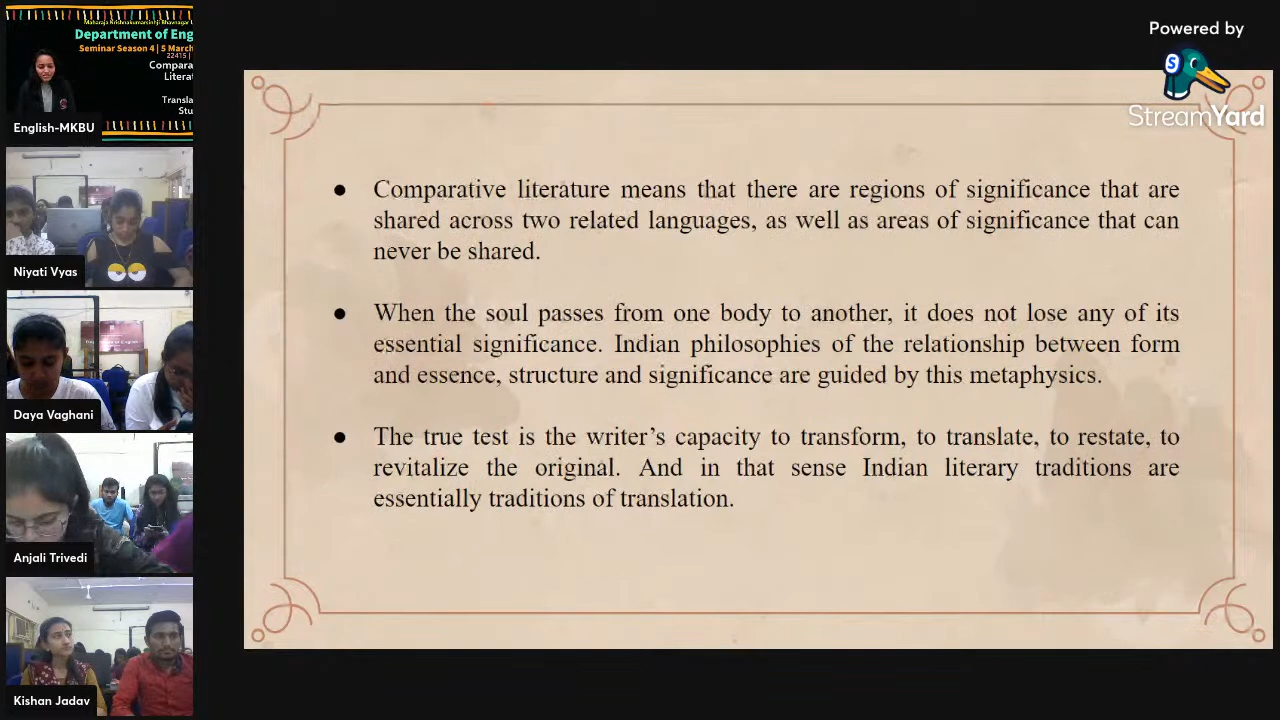 Maharaja Krishnakumarsinhji Bhavnagar
Department of Eng
Seminar Season 4 | 5 March
22415 |
Compara
Literat
Transla
Stu
English-MKBU
Niyati Vyas
Daya Vaghani
Anjali Trivedi
Kishan Jadav
Powered by
StreamYard
● Comparative literature means that there are regions of significance that are
shared across two related languages, as well as areas of significance that can
never be shared.
● When the soul passes from one body to another, it does not lose any of its
essential significance. Indian philosophies of the relationship between form
and essence, structure and significance are guided by this metaphysics.
● The true test is the writer’s capacity to transform, to translate, to restate, to
revitalize the original. And in that sense Indian literary traditions are
essentially traditions of translation.